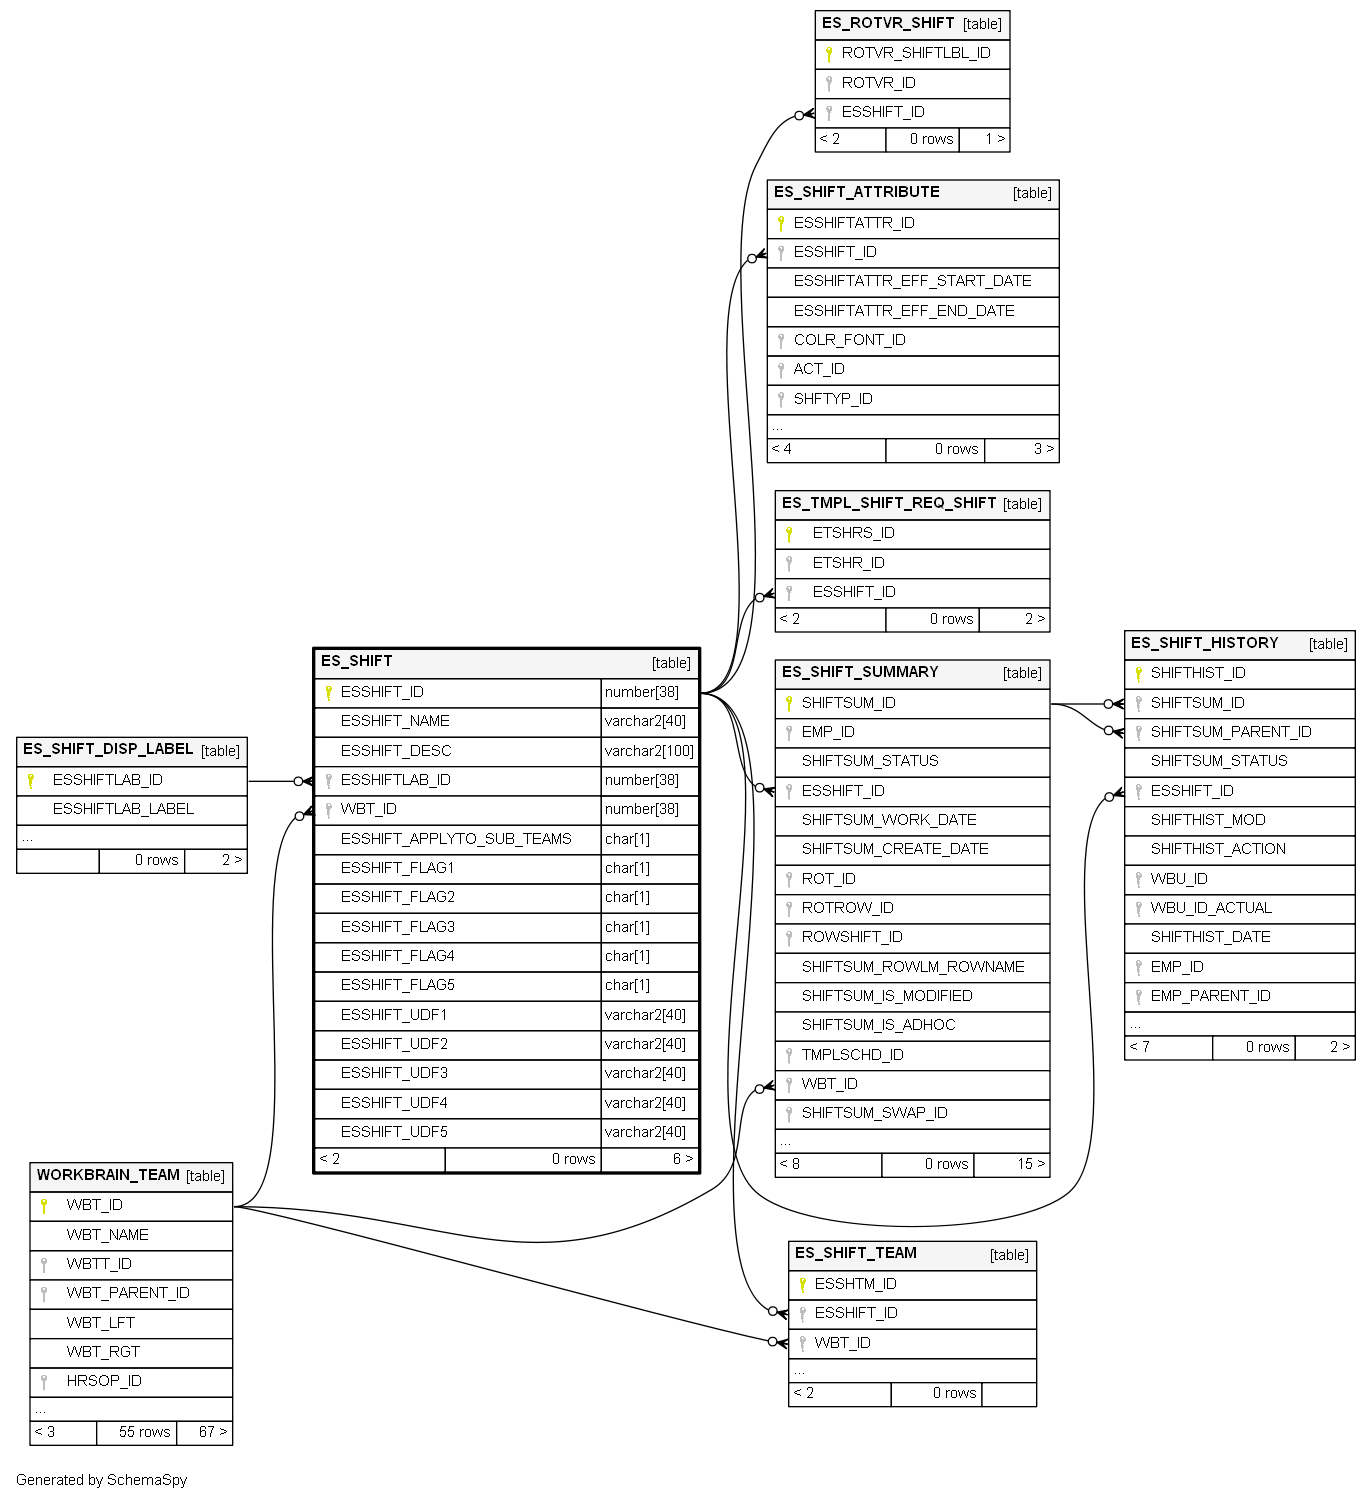 ES_ROTVR_SHIFT [table]
ROTVR_SHIFTLBL_ID
ROTVR_ID
ESSHIFT_ID
< 2 0 rows 1 >
ES_SHIFT_ATTRIBUTE [table]
ESSHIFTATTR_ID
ESSHIFT_ID
ESSHIFTATTR_EFF_START_DATE
ESSHIFTATTR_EFF_END_DATE
COLR_FONT_ID
ACT_ID
SHFTYP_ID
...
< 4 0 rows 3 >
ES_TMPL_SHIFT_REQ_SHIFT [table]
ETSHRS_ID
ETSHR_ID
ESSHIFT_ID
< 2 0 rows 2 >
ES_SHIFT_HISTORY [table]
SHIFTHIST_ID
SHIFTSUM_ID
SHIFTSUM_PARENT_ID
SHIFTSUM_STATUS
ESSHIFT_ID
SHIFTHIST_MOD
SHIFTHIST_ACTION
WBU_ID
WBU_ID_ACTUAL
SHIFTHIST_DATE
EMP_ID
EMP_PARENT_ID
...
< 7 0 rows 2 >
ES_SHIFT [table]
ESSHIFT_ID number[38]
ESSHIFT_NAME varchar2[40]
ESSHIFT_DESC varchar2[100]
ESSHIFTLAB_ID number[38]
WBT_ID number[38]
ESSHIFT_APPLYTO_SUB_TEAMS char[1]
ESSHIFT_FLAG1 char[1]
ESSHIFT_FLAG2 char[1]
ESSHIFT_FLAG3 char[1]
ESSHIFT_FLAG4 char[1]
ESSHIFT_FLAG5 char[1]
ESSHIFT_UDF1 varchar2[40]
ESSHIFT_UDF2 varchar2[40]
ESSHIFT_UDF3 varchar2[40]
ESSHIFT_UDF4 varchar2[40]
ESSHIFT_UDF5 varchar2[40]
< 2 0 rows 6 >
ES_SHIFT_SUMMARY [table]
SHIFTSUM_ID
EMP_ID
SHIFTSUM_STATUS
ESSHIFT_ID
SHIFTSUM_WORK_DATE
SHIFTSUM_CREATE_DATE
ROT_ID
ROTROW_ID
ROWSHIFT_ID
SHIFTSUM_ROWLM_ROWNAME
SHIFTSUM_IS_MODIFIED
SHIFTSUM_IS_ADHOC
TMPLSCHD_ID
WBT_ID
SHIFTSUM_SWAP_ID
...
< 8 0 rows 15 >
ES_SHIFT_DISP_LABEL [table]
ESSHIFTLAB_ID
ESSHIFTLAB_LABEL
...
0 rows 2 >
WORKBRAIN_TEAM [table]
WBT_ID
WBT_NAME
WBTT_ID
WBT_PARENT_ID
WBT_LFT
WBT_RGT
HRSOP_ID
...
< 3 55 rows 67 >
ES_SHIFT_TEAM [table]
ESSHTM_ID
ESSHIFT_ID
WBT_ID
...
< 2 0 rows
Generated by SchemaSpy